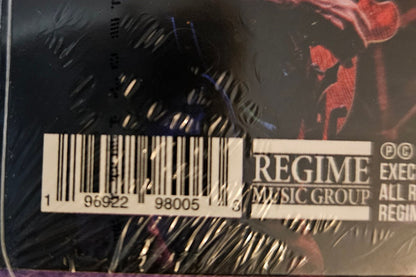 1 96922 98005 3
REGIME
MUSIC GROUP
℗©
EXEC
ALL R
REGIM